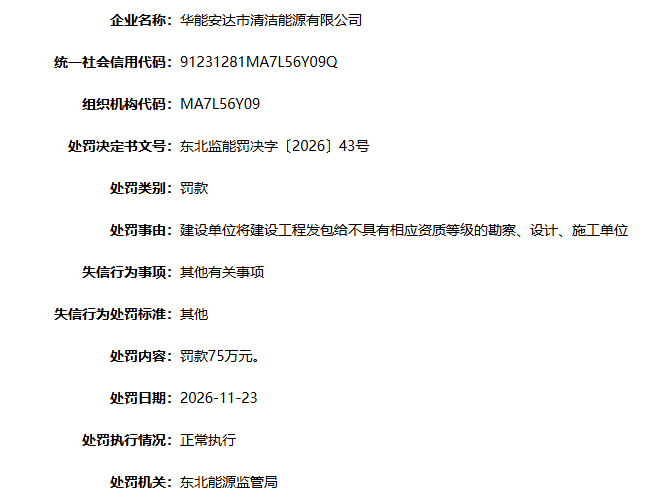 企业名称：华能安达市清洁能源有限公司
统一社会信用代码：91231281MA7L56Y09Q
组织机构代码：MA7L56Y09
处罚决定书文号：东北监能罚决字〔2026〕43号
处罚类别：罚款
处罚事由：建设单位将建设工程发包给不具有相应资质等级的勘察、设计、施工单位
失信行为事项：其他有关事项
失信行为处罚标准：其他
处罚内容：罚款75万元。
处罚日期：2026-11-23
处罚执行情况：正常执行
处罚机关：东北能源监管局